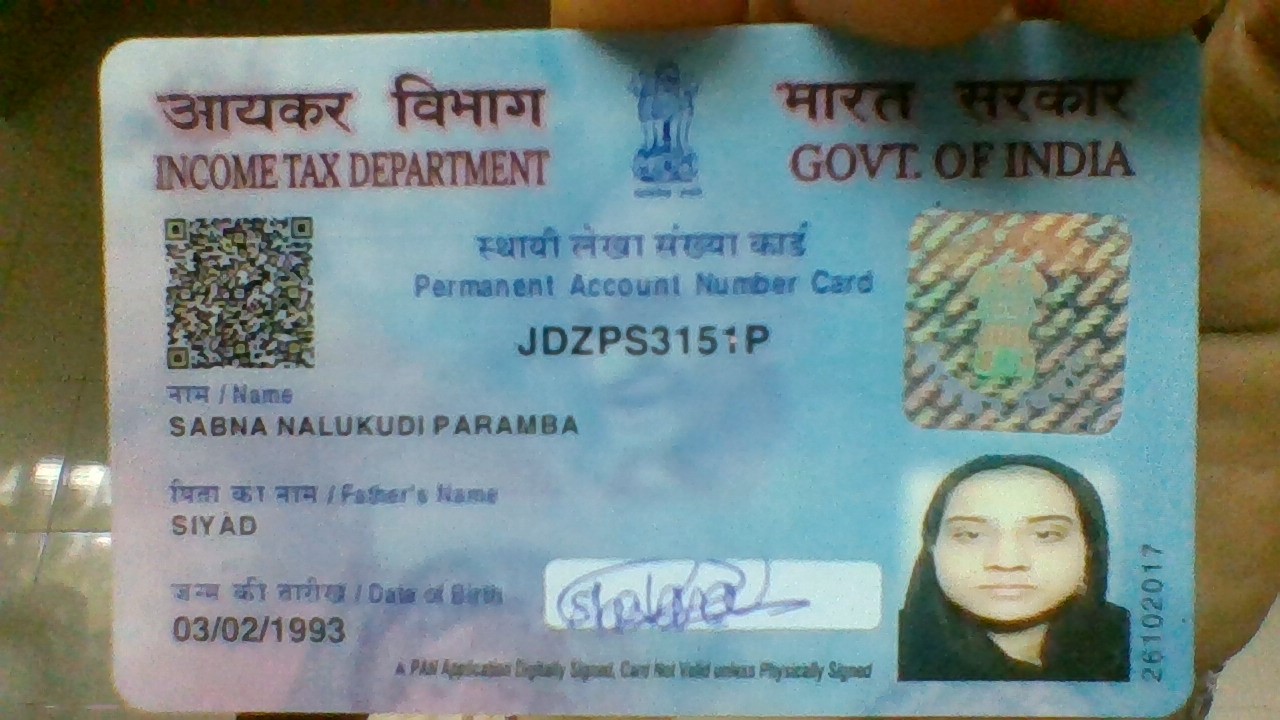 आयकर विभाग
INCOME TAX DEPARTMENT
भारत सरकार
GOVT. OF INDIA
स्थायी लेखा संख्या कार्ड
Permanent Account Number Card
JDZPS3151P
नाम / Name
SABNA NALUKUDI PARAMBA
पिता का नाम / Father's Name
SIYAD
जन्म की तारीख / Date of Birth
03/02/1993
A PAN Application Digitally Signed, Card Not Valid unless Physically Signed
26102017